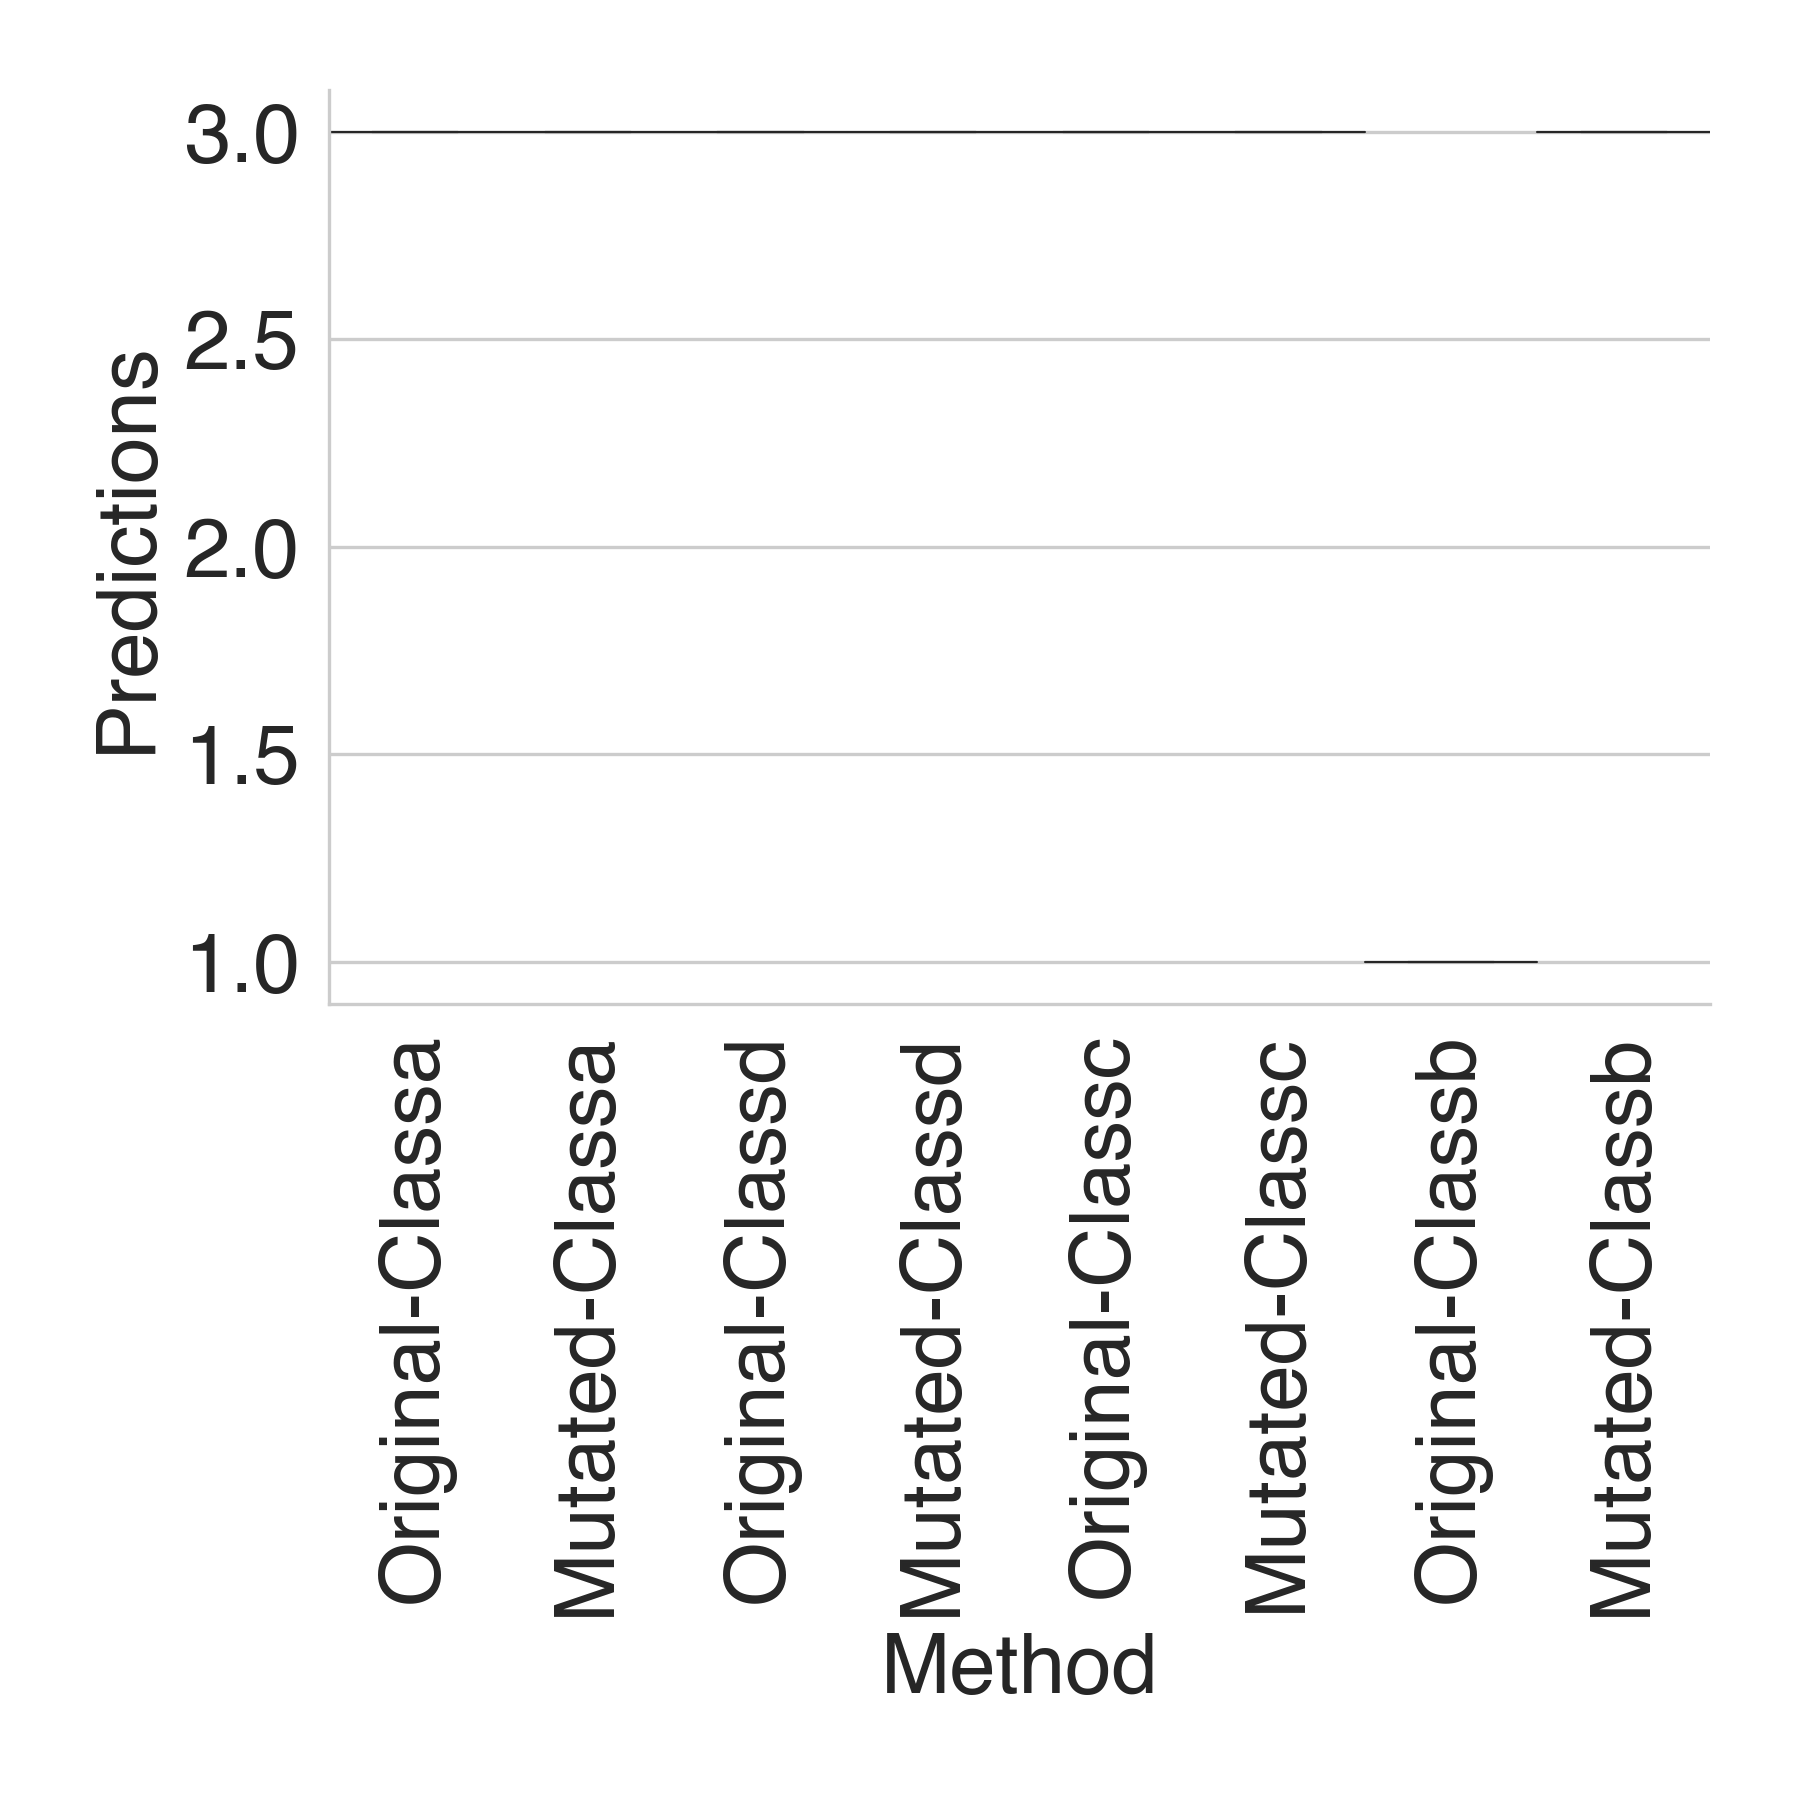 3.0
2.5
2.0
1.5
1.0
Predictions
Original-Classa
Mutated-Classa
Original-Classd
Mutated-Classd
Original-Classc
Mutated-Classc
Original-Classb
Mutated-Classb
Method